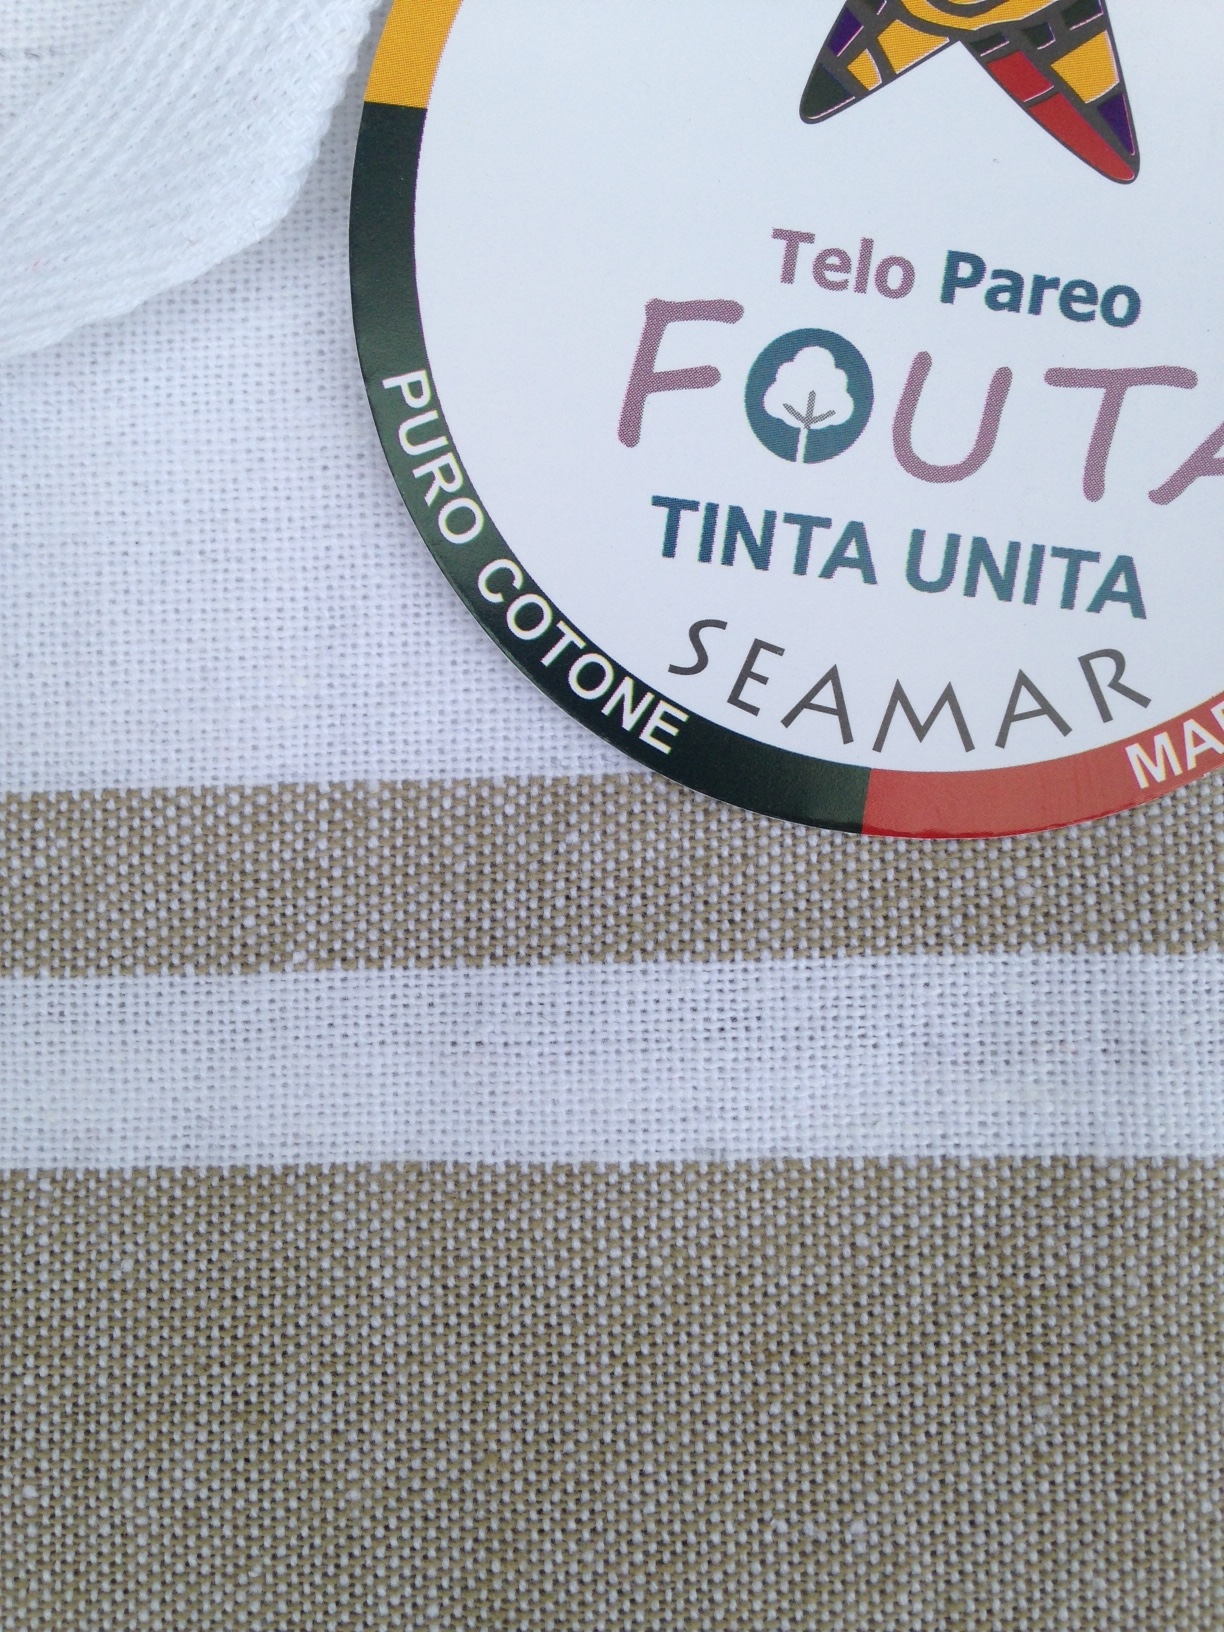 Telo Pareo
FOUTA
TINTA UNITA
SEAMAR
PURO COTONE